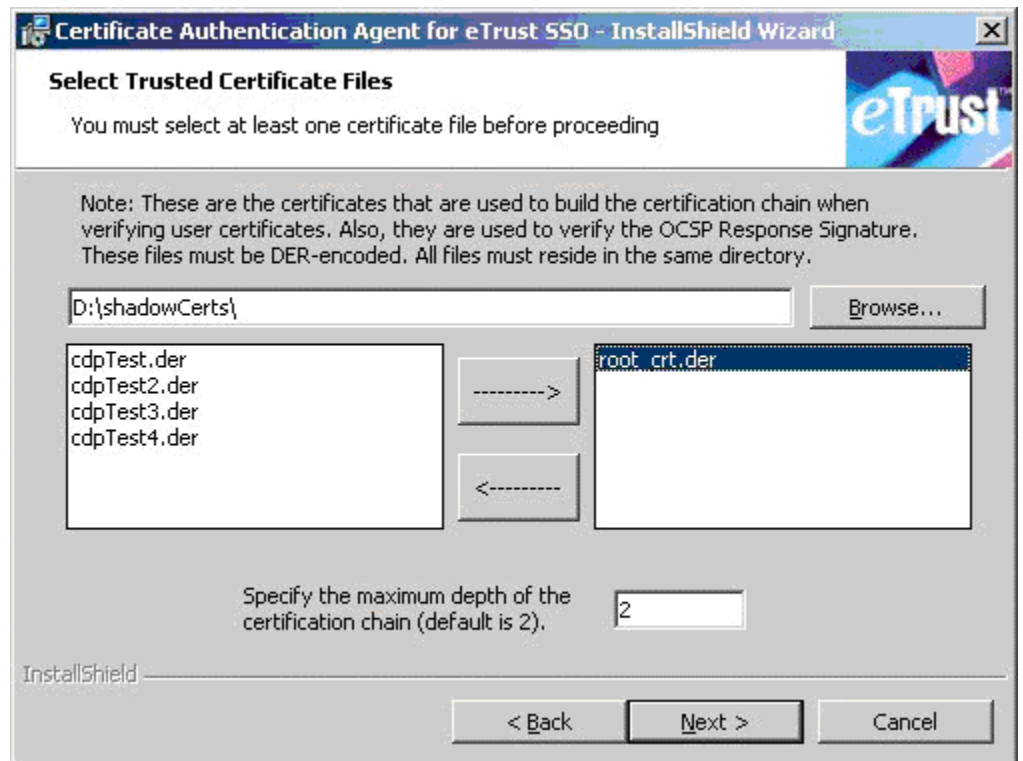 Certificate Authentication Agent for eTrust SSO - InstallShield Wizard
Select Trusted Certificate Files
You must select at least one certificate file before proceeding
eTrust
Note: These are the certificates that are used to build the certification chain when
verifying user certificates. Also, they are used to verify the OCSP Response Signature.
These files must be DER-encoded. All files must reside in the same directory.
D:\shadowCerts\
Browse...
cdpTest.der
cdpTest2.der
cdpTest3.der
cdpTest4.der
--------->
<---------
root_crt.der
Specify the maximum depth of the
certification chain (default is 2).
2
InstallShield
< Back
Next >
Cancel